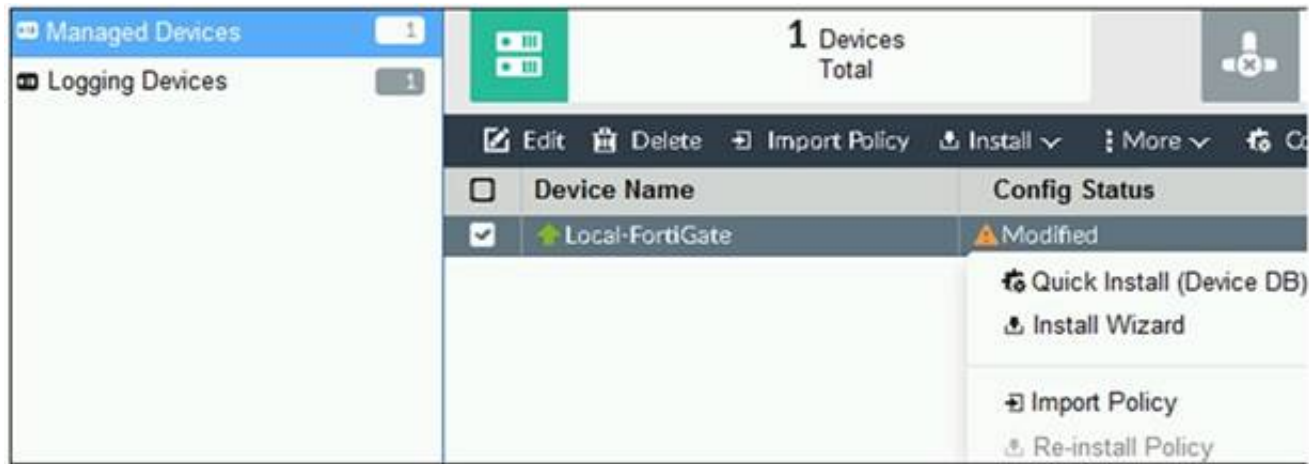 Managed Devices 1
Logging Devices 1
1 Devices
Total
Edit Delete Import Policy Install More
Device Name Config Status
Local-FortiGate Modified
Quick Install (Device DB)
Install Wizard
Import Policy
Re-install Policy